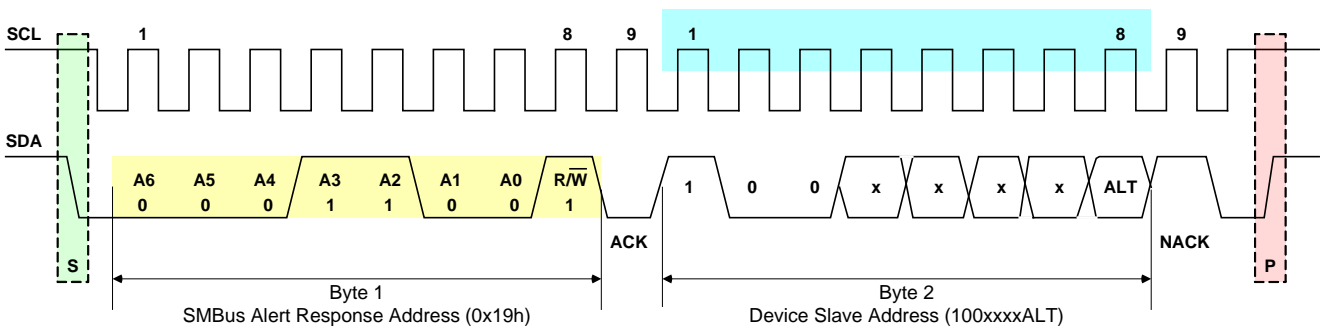 SCL 1 8 9 1 8 9
SDA
A6 A5 A4 A3 A2 A1 A0 R/W̅
0 0 0 1 1 0 0 1
1 0 0 x x x x ALT
ACK NACK
S P
Byte 1 Byte 2
SMBus Alert Response Address (0x19h) Device Slave Address (100xxxxALT)